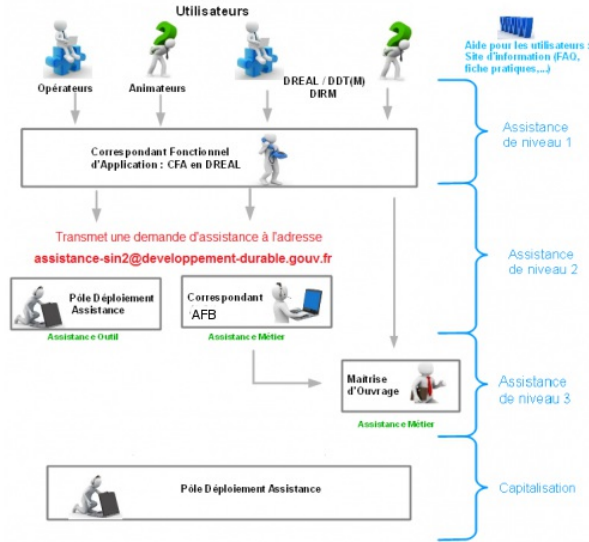 Utilisateurs
Aide pour les utilisateurs :
Site d'information (FAQ,
fiche pratiques,...)
Opérateurs
Animateurs
DREAL / DDT(M)
DIRM
Assistance
de niveau 1
Correspondant Fonctionnel
d'Application : CFA en DREAL
Transmet une demande d'assistance à l'adresse
assistance-sin2@developpement-durable.gouv.fr
Assistance
de niveau 2
Pôle Déploiement
Assistance
Correspondant
AFB
Assistance Outil
Assistance Métier
Maîtrise
d'Ouvrage
Assistance
de niveau 3
Assistance Métier
Pôle Déploiement Assistance
Capitalisation